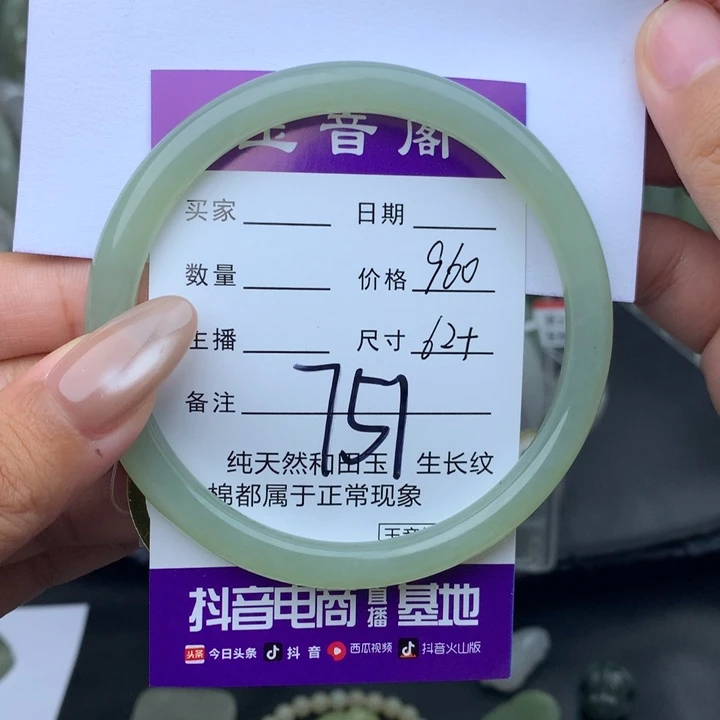 玉音阁
买家 日期
数量 价格 960
主播 尺寸 62+
备注
751
纯天然和田玉 生长纹
棉都属于正常现象
抖音电商直播基地
头条 今日头条 抖音 西瓜视频 抖音火山版